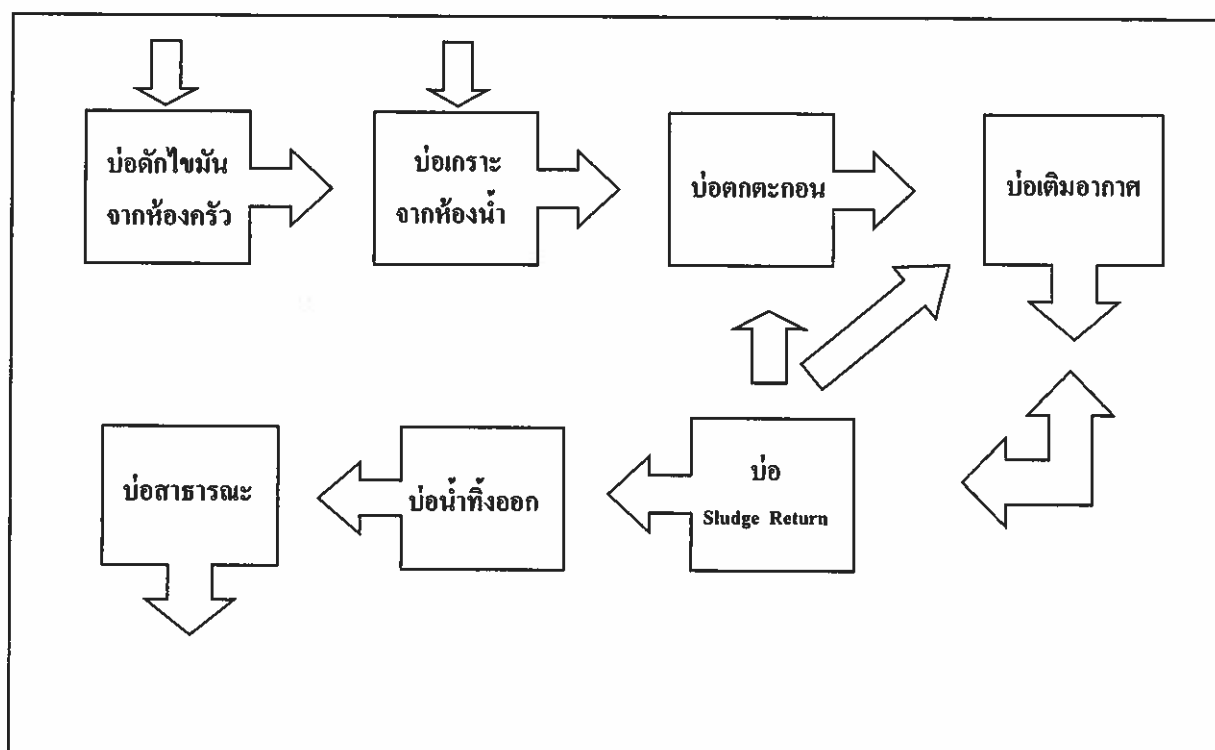 บ่อดักไขมัน
จากห้องครัว
บ่อเกราะ
จากห้องน้ำ
บ่อตกตะกอน
บ่อเติมอากาศ
บ่อสาธารณะ
บ่อน้ำทิ้งออก
บ่อ
Sludge Return